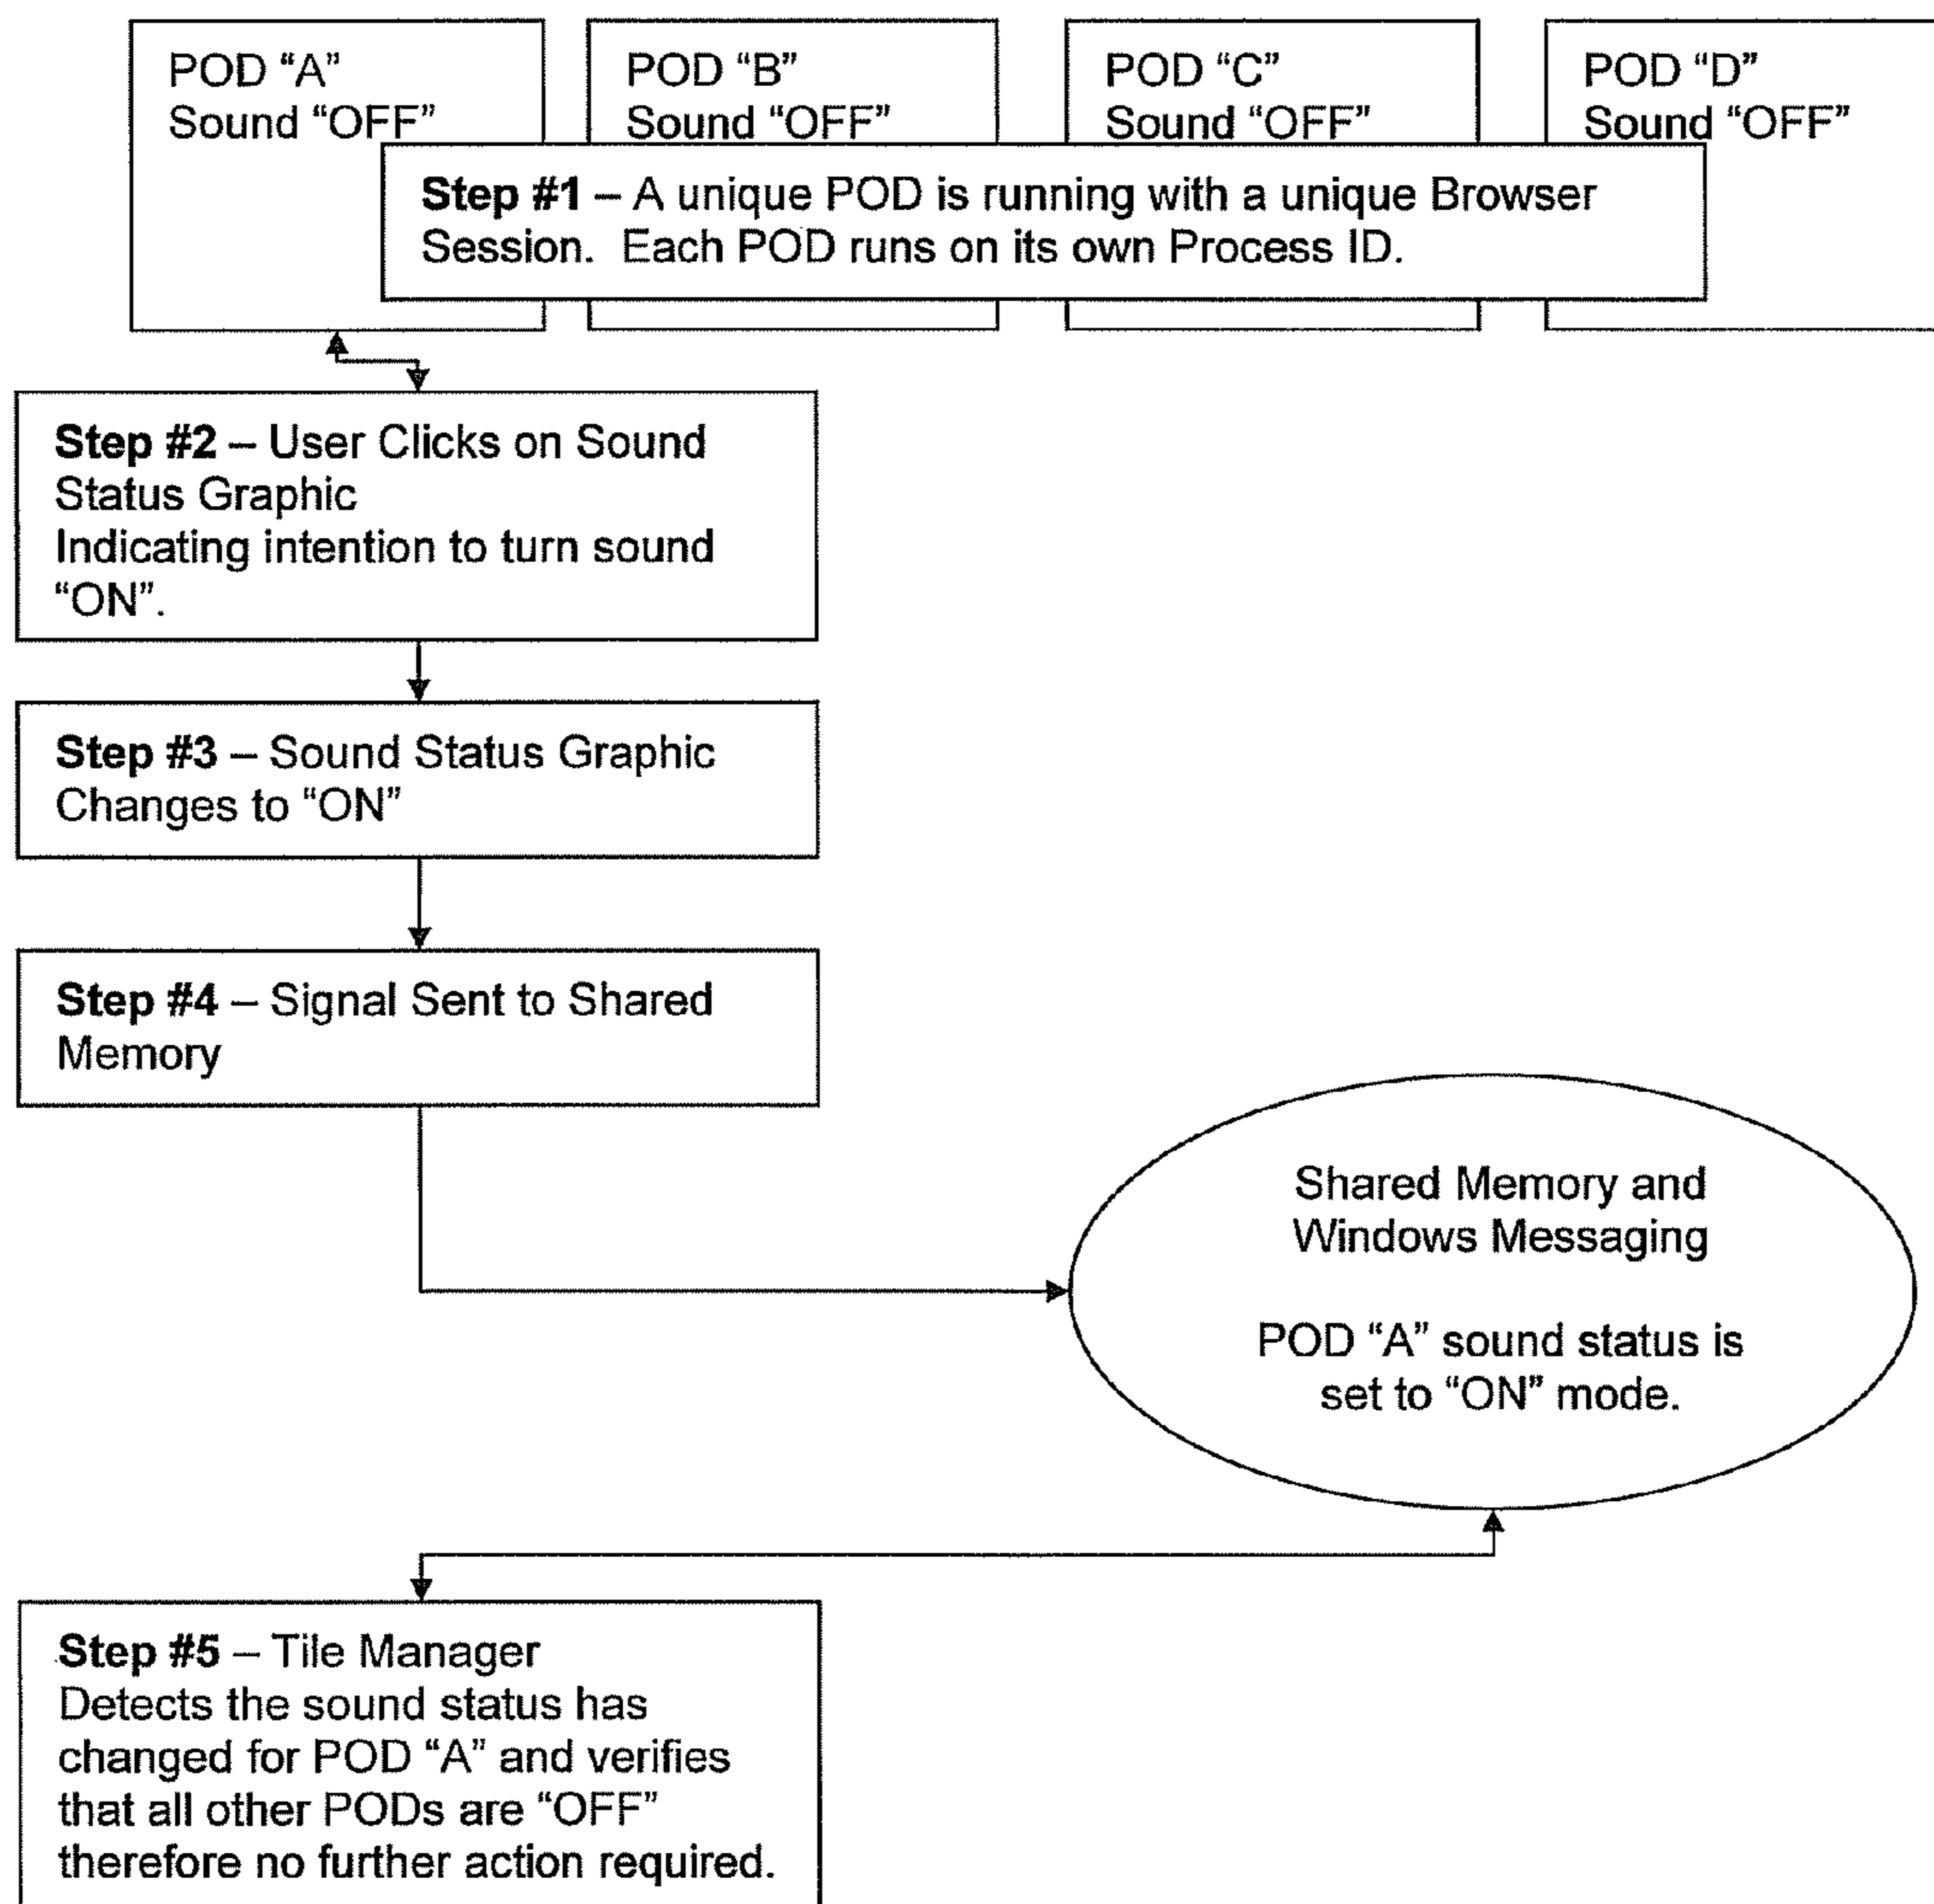 POD “A”
Sound “OFF”
POD “B”
Sound “OFF”
POD “C”
Sound “OFF”
POD “D”
Sound “OFF”
Step #1 – A unique POD is running with a unique Browser
Session.  Each POD runs on its own Process ID.
Step #2 – User Clicks on Sound
Status Graphic
Indicating intention to turn sound
“ON”.
Step #3 – Sound Status Graphic
Changes to “ON”
Step #4 – Signal Sent to Shared
Memory
Shared Memory and
Windows Messaging
POD “A” sound status is
set to “ON” mode.
Step #5 – Tile Manager
Detects the sound status has
changed for POD “A” and verifies
that all other PODs are “OFF”
therefore no further action required.